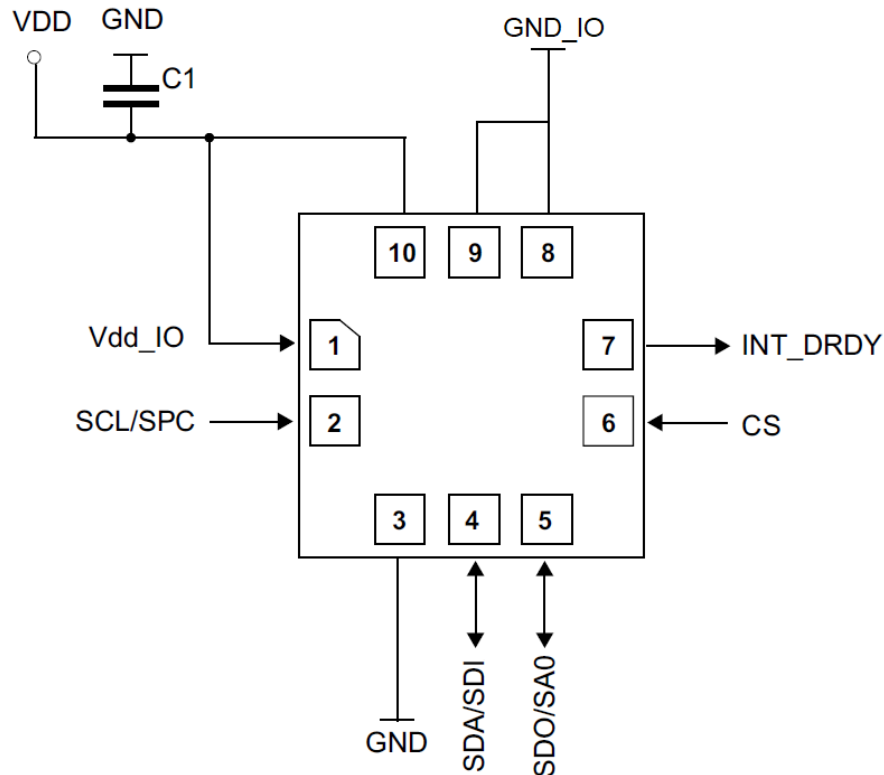 VDD GND
GND_IO
C1
10 9 8
Vdd_IO 1 7 INT_DRDY
SCL/SPC 2 6 CS
3 4 5
GND
SDA/SDI
SDO/SA0